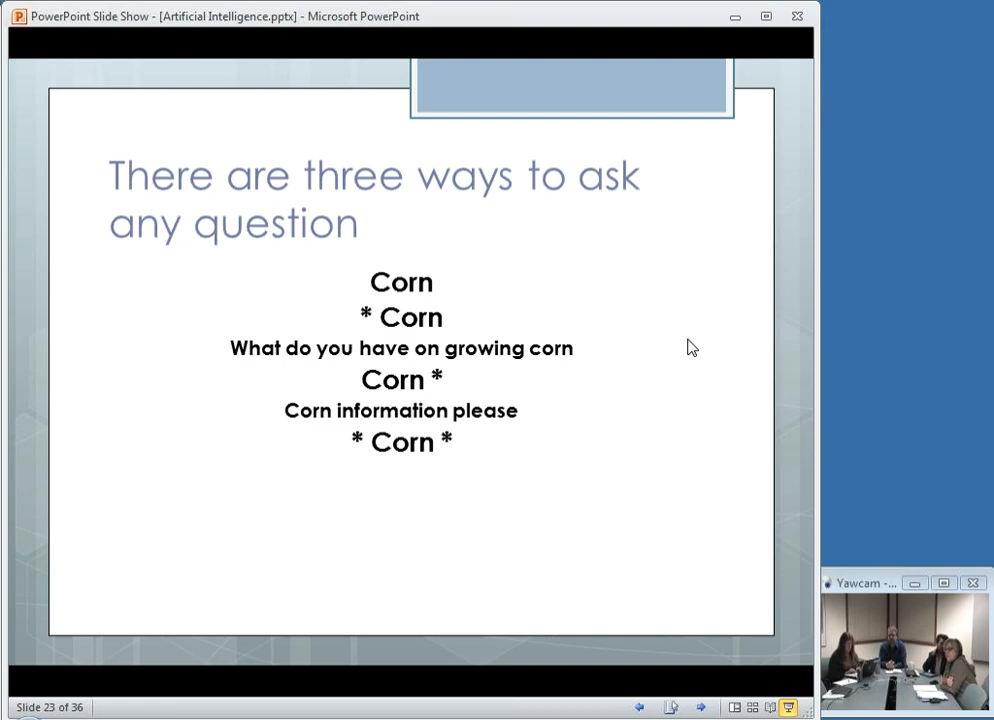 PowerPoint Slide Show - [Artificial Intelligence.pptx] - Microsoft PowerPoint
There are three ways to ask
any question
Corn
* Corn
What do you have on growing corn
Corn *
Corn information please
* Corn *
Yawcam -...
Slide 23 of 36